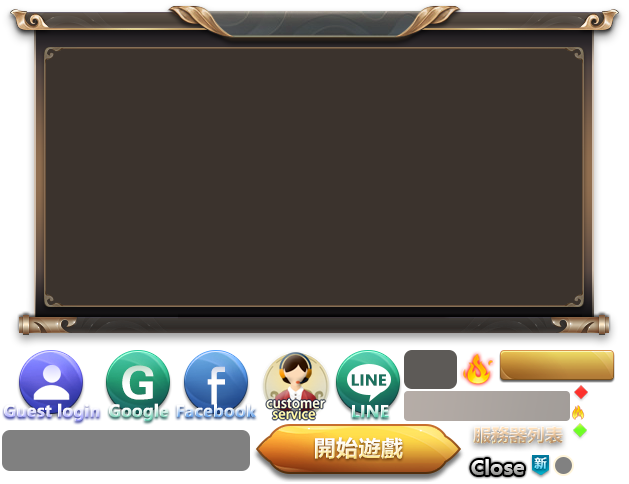 G
f
LINE
Guest login
Google
Facebook
customer
service
LINE
開始遊戲
服務器列表
Close
新